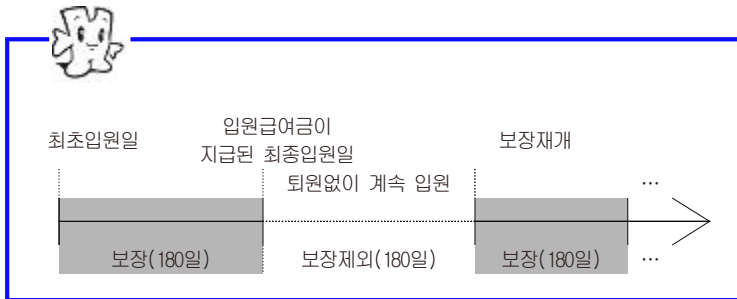 최초입원일
입원급여금이
지급된 최종입원일
보장재개
퇴원없이 계속 입원
…
보장(180일)
보장제외(180일)
보장(180일)
…